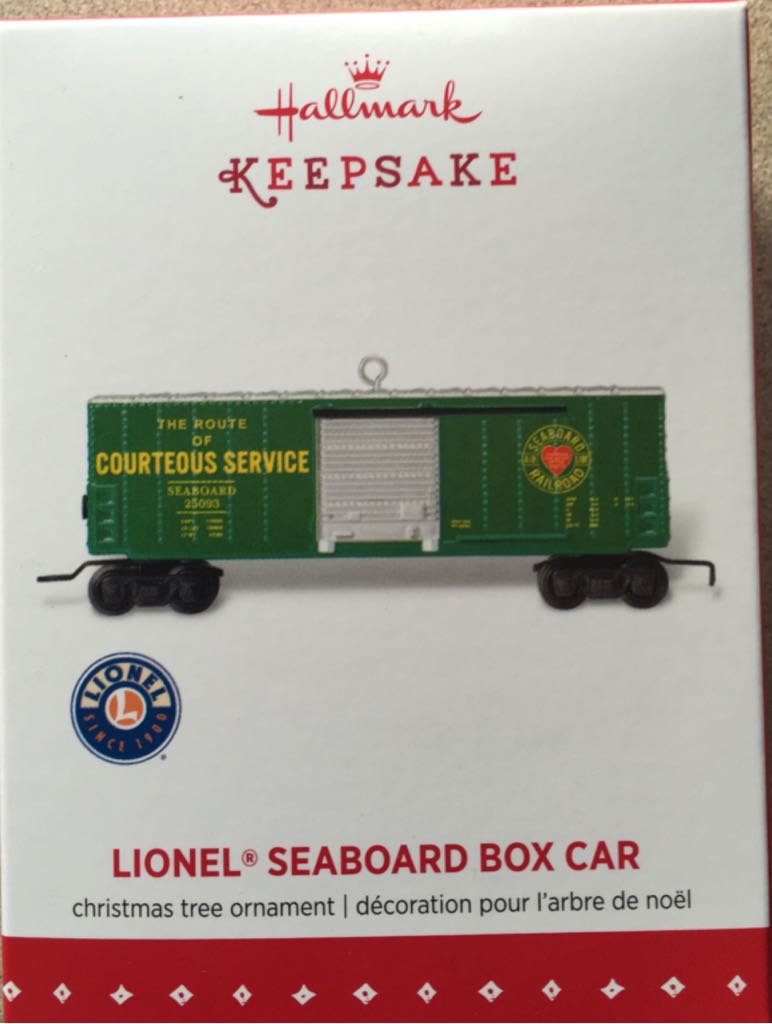 Hallmark
KEEPSAKE
THE ROUTE
OF
COURTEOUS SERVICE
SEABOARD
25093
SEABOARD
RAILROAD
LIONEL
L
SINCE 1900
LIONEL® SEABOARD BOX CAR
christmas tree ornament | décoration pour l'arbre de noël